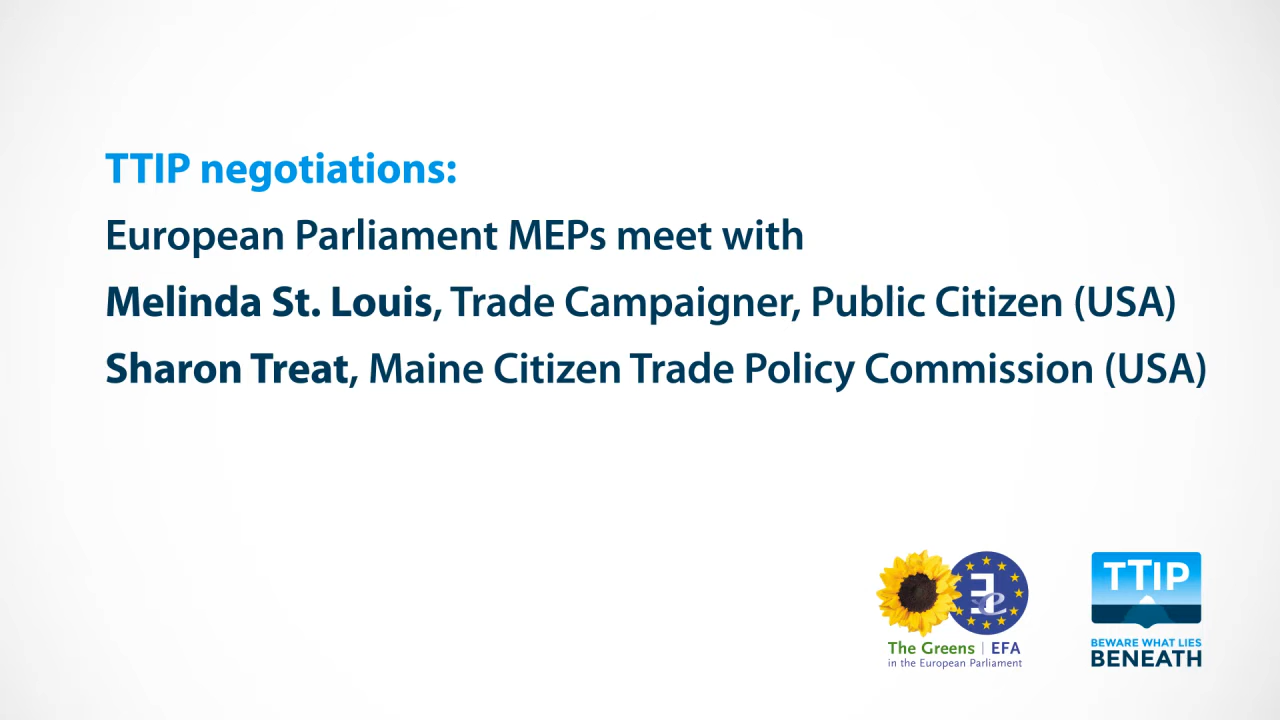 TTIP negotiations:
European Parliament MEPs meet with
Melinda St. Louis, Trade Campaigner, Public Citizen (USA)
Sharon Treat, Maine Citizen Trade Policy Commission (USA)
The Greens | EFA
in the European Parliament
TTIP
BEWARE WHAT LIES
BENEATH